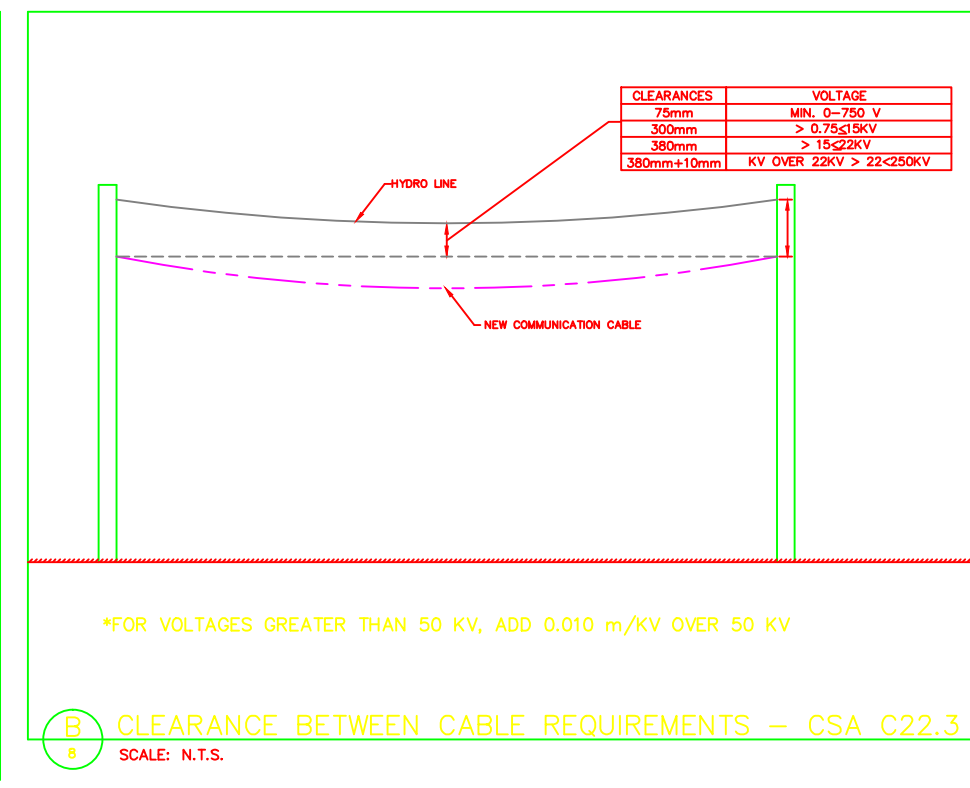 CLEARANCES VOLTAGE
75mm MIN. 0-750 V
300mm > 0.75≤15KV
380mm > 15≤22KV
380mm+10mm KV OVER 22KV > 22<250KV
HYDRO LINE
NEW COMMUNICATION CABLE
*FOR VOLTAGES GREATER THAN 50 KV, ADD 0.010 m/KV OVER 50 KV
B CLEARANCE BETWEEN CABLE REQUIREMENTS – CSA C22.3
8 SCALE: N.T.S.